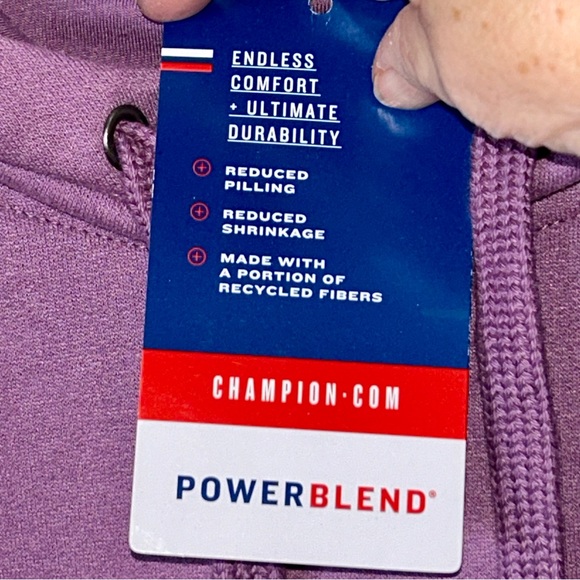 ENDLESS
COMFORT
+ ULTIMATE
DURABILITY
REDUCED
PILLING
REDUCED
SHRINKAGE
MADE WITH
A PORTION OF
RECYCLED FIBERS
CHAMPION·COM
POWERBLEND®